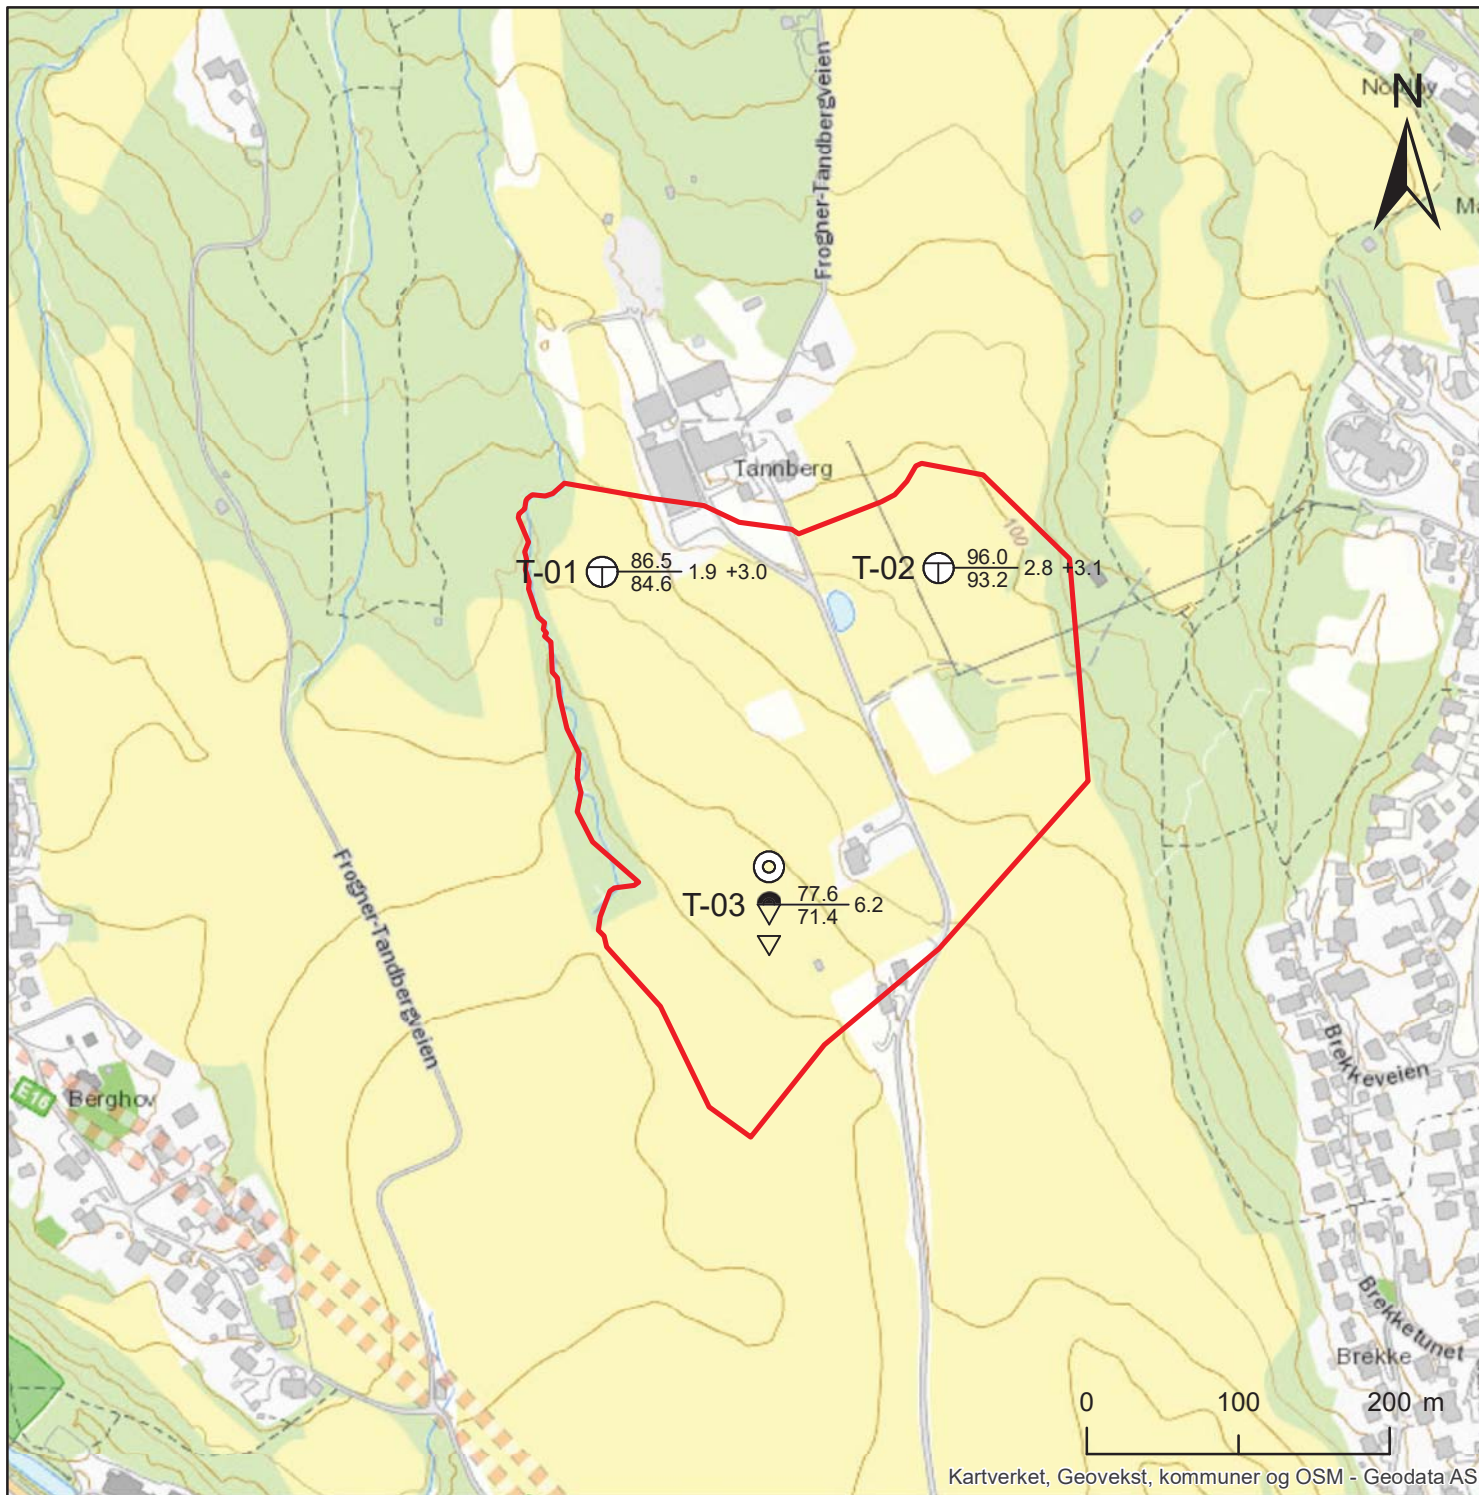 Nordby
N
Ma
Frogner-Tandbergveien
Tannberg
100
T-01 86.5 84.6 1.9 +3.0
T-02 96.0 93.2 2.8 +3.1
T-03 77.6 71.4 6.2
Frogner-Tandbergveien
E16
Berghov
Brekkeveien
Brekketunet
Brekke
0 100 200 m
Kartverket, Geovekst, kommuner og OSM - Geodata AS